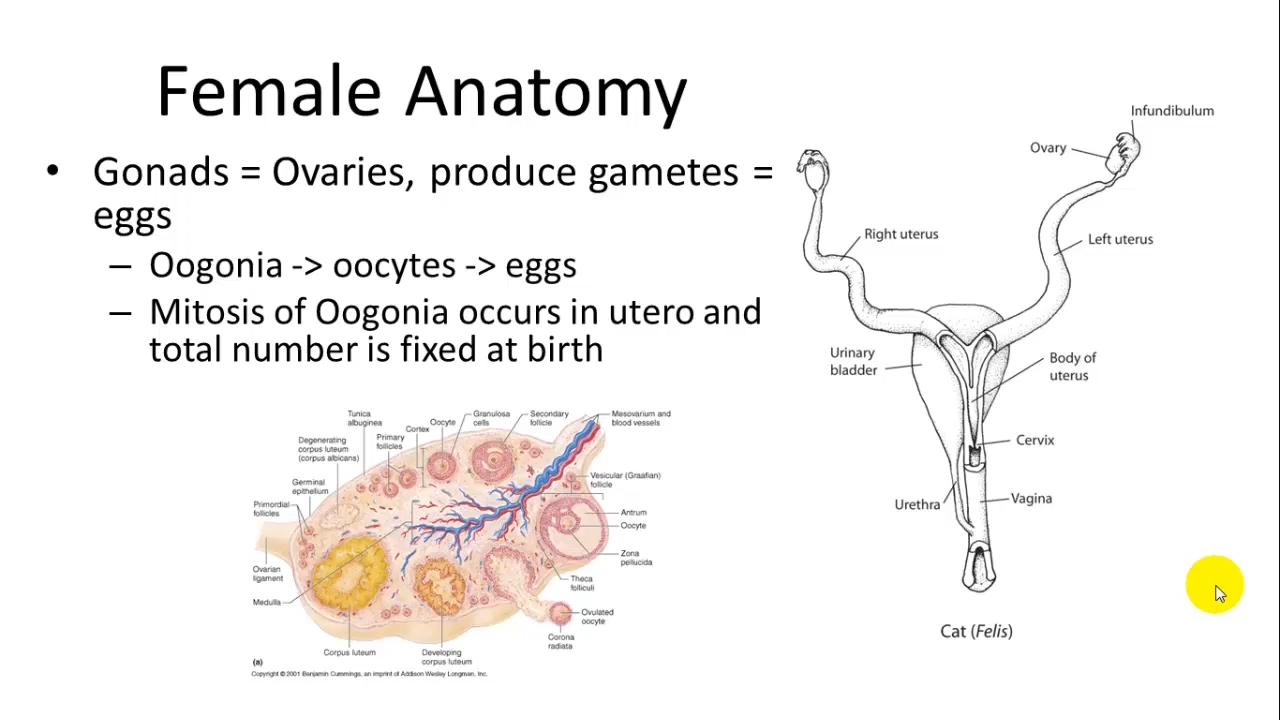 Female Anatomy
• Gonads = Ovaries, produce gametes =
eggs
– Oogonia -> oocytes -> eggs
– Mitosis of Oogonia occurs in utero and
total number is fixed at birth
Tunica
albuginea
Degenerating
corpus luteum
(corpus albicans)
Primary
follicles
Cortex
Oocyte
Granulosa
cells
Secondary
follicle
Mesovarium and
blood vessels
Germinal
epithelium
Primordial
follicles
Vesicular (Graafian)
follicle
Antrum
Oocyte
Zona
pellucida
Theca
folliculi
Ovulated
oocyte
Corona
radiata
Ovarian
ligament
Medulla
Corpus luteum
Developing
corpus luteum
(a)
Copyright © 2001 Benjamin Cummings, an imprint of Addison Wesley Longman, Inc.
Infundibulum
Ovary
Right uterus
Left uterus
Urinary
bladder
Body of
uterus
Cervix
Urethra
Vagina
Cat (Felis)